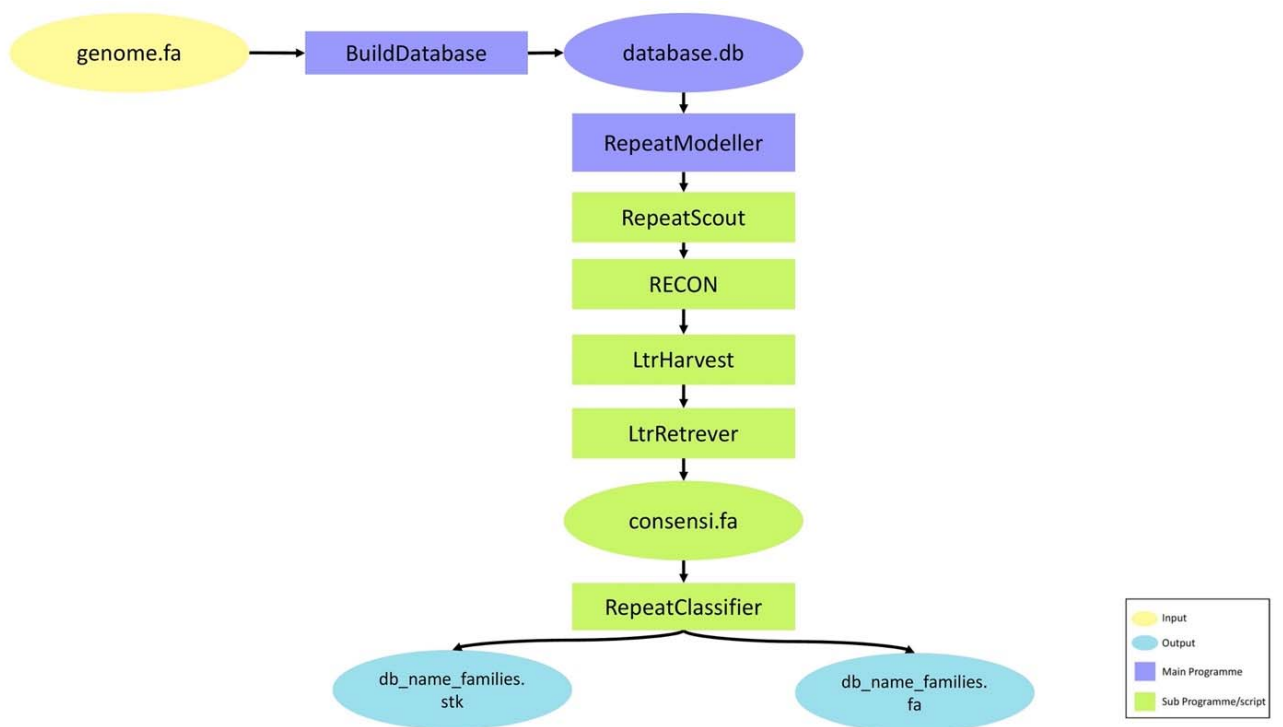 genome.fa
BuildDatabase
database.db
RepeatModeller
RepeatScout
RECON
LtrHarvest
LtrRetrever
consensi.fa
RepeatClassifier
db_name_families.
stk
db_name_families.
fa
Input
Output
Main Programme
Sub Programme/script